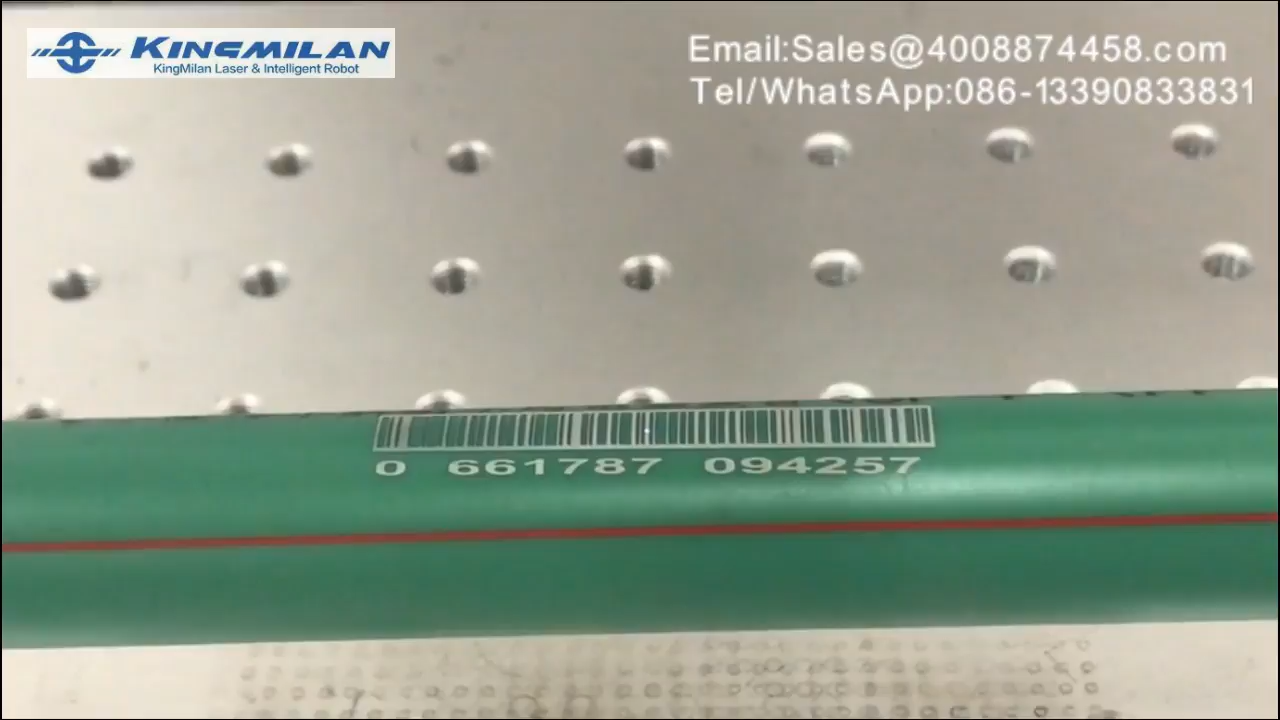 KINGMILAN
KingMilan Laser & Intelligent Robot
Email:Sales@4008874458.com
Tel/WhatsApp:086-13390833831
0 661787 094257